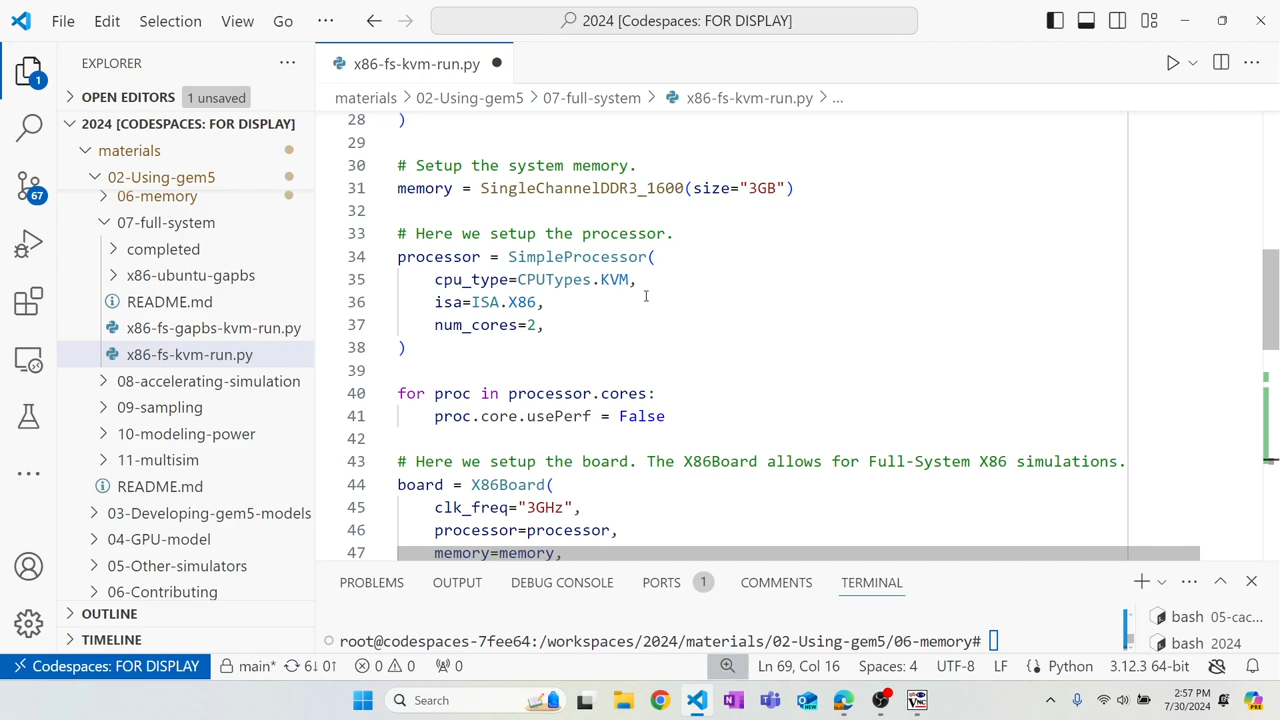 File Edit Selection View Go ··· 2024 [Codespaces: FOR DISPLAY]
EXPLORER
x86-fs-kvm-run.py
OPEN EDITORS 1 unsaved
materials > 02-Using-gem5 > 07-full-system > x86-fs-kvm-run.py > ...
2024 [CODESPACES: FOR DISPLAY]
materials
02-Using-gem5
06-memory
07-full-system
completed
x86-ubuntu-gapbs
README.md
x86-fs-gapbs-kvm-run.py
x86-fs-kvm-run.py
08-accelerating-simulation
09-sampling
10-modeling-power
11-multisim
README.md
03-Developing-gem5-models
04-GPU-model
05-Other-simulators
06-Contributing
OUTLINE
TIMELINE
1
67
28 )
29
30 # Setup the system memory.
31 memory = SingleChannelDDR3_1600(size="3GB")
32
33 # Here we setup the processor.
34 processor = SimpleProcessor(
35 cpu_type=CPUTypes.KVM,
36 isa=ISA.X86,
37 num_cores=2,
38 )
39
40 for proc in processor.cores:
41 proc.core.usePerf = False
42
43 # Here we setup the board. The X86Board allows for Full-System X86 simulations.
44 board = X86Board(
45 clk_freq="3GHz",
46 processor=processor,
47 memory=memory,
PROBLEMS OUTPUT DEBUG CONSOLE PORTS 1 COMMENTS TERMINAL
root@codespaces-7fee64:/workspaces/2024/materials/02-Using-gem5/06-memory#
bash 05-cac...
bash 2024
Codespaces: FOR DISPLAY main* 6↓ 0↑ 0 0 0 Ln 69, Col 16 Spaces: 4 UTF-8 LF Python 3.12.3 64-bit
Search
2:57 PM
7/30/2024